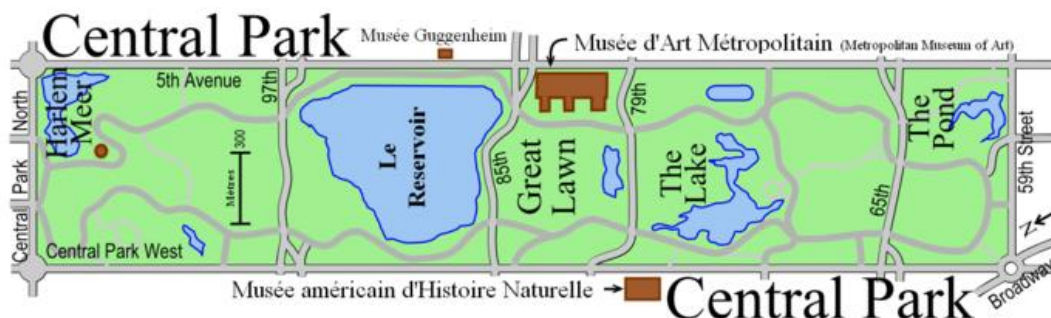 Central Park
Musée Guggenheim
Musée d'Art Métropolitain (Metropolitan Museum of Art)
5th Avenue
97th
79th
North
Harlem
Meer
The
Pond
300
Mètres
Le
Reservoir
85th
Great
Lawn
The
Lake
65th
59th Street
Park
Central
Central Park West
N
Broadway
Musée américain d'Histoire Naturelle
Central Park